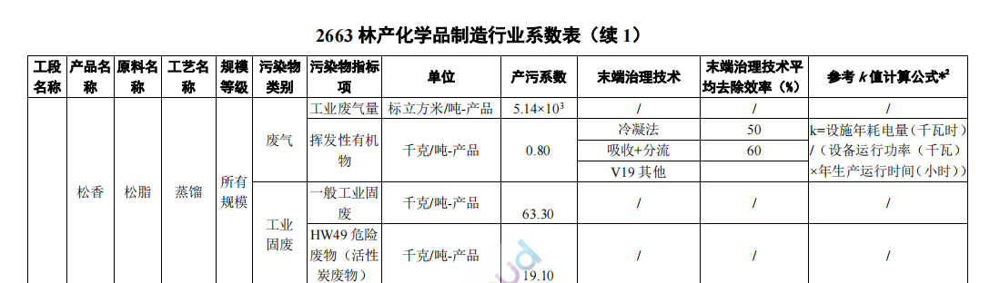 2663 林产化学品制造行业系数表（续 1）
工段名称 产品名称 原料名称 工艺名称 规模等级 污染物类别 污染物指标项 单位 产污系数 末端治理技术 末端治理技术平均去除效率（%） 参考 k 值计算公式*2
松香 松脂 蒸馏 所有规模
废气
工业废气量 标立方米/吨-产品 5.14×10³ / / /
挥发性有机物 千克/吨-产品 0.80
冷凝法 50
吸收+分流 60
V19 其他
k=设施年耗电量（千瓦时）
/（设备运行功率（千瓦）
×年生产运行时间（小时））
工业固废
一般工业固废 千克/吨-产品 63.30 / / /
HW49 危险废物（活性炭废物） 千克/吨-产品 19.10 / / /